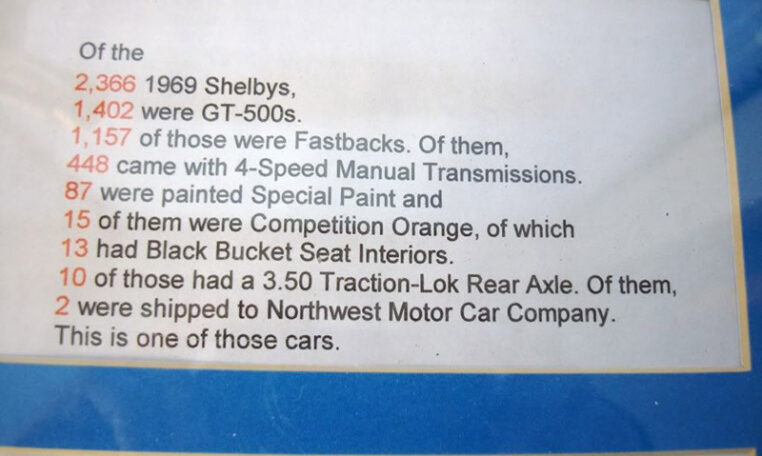 Of the
2,366 1969 Shelbys,
1,402 were GT-500s.
1,157 of those were Fastbacks. Of them,
448 came with 4-Speed Manual Transmissions.
87 were painted Special Paint and
15 of them were Competition Orange, of which
13 had Black Bucket Seat Interiors.
10 of those had a 3.50 Traction-Lok Rear Axle. Of them,
2 were shipped to Northwest Motor Car Company.
This is one of those cars.